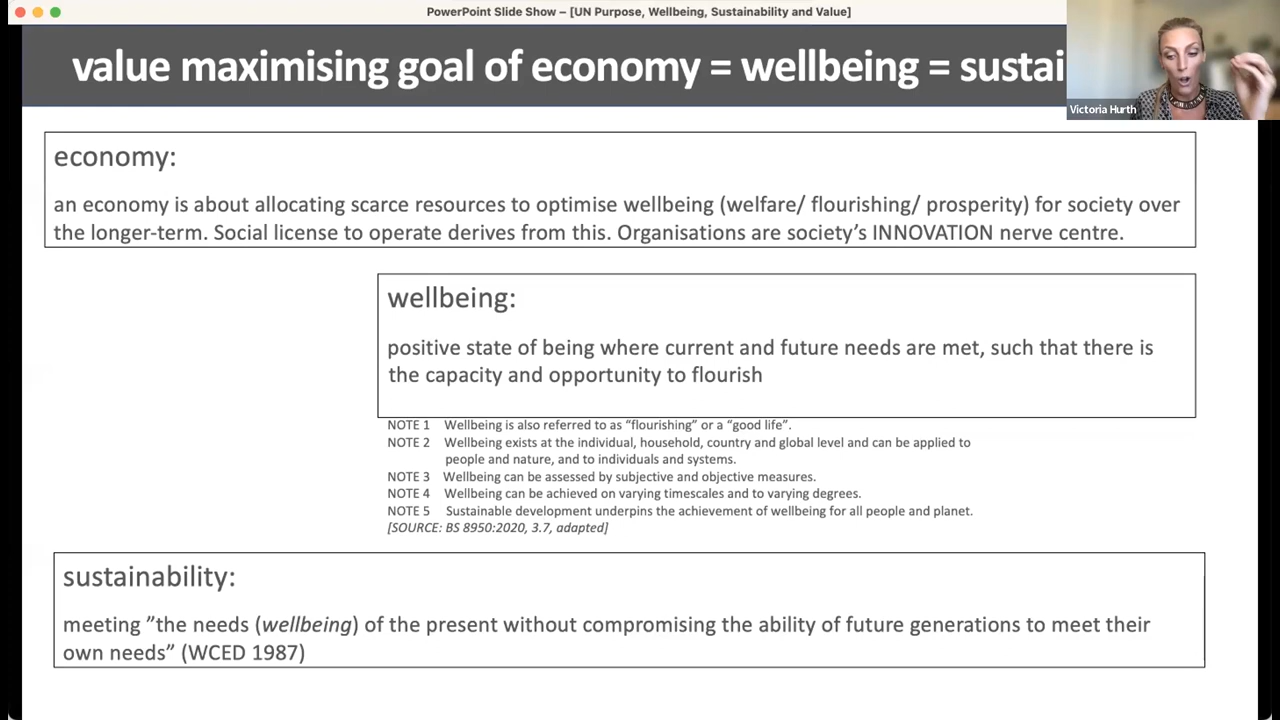 PowerPoint Slide Show – [UN Purpose, Wellbeing, Sustainability and Value]
value maximising goal of economy = wellbeing = sustai
Victoria Hurth
economy:
an economy is about allocating scarce resources to optimise wellbeing (welfare/ flourishing/ prosperity) for society over
the longer-term. Social license to operate derives from this. Organisations are society’s INNOVATION nerve centre.
wellbeing:
positive state of being where current and future needs are met, such that there is
the capacity and opportunity to flourish
NOTE 1 Wellbeing is also referred to as “flourishing” or a “good life”.
NOTE 2 Wellbeing exists at the individual, household, country and global level and can be applied to
people and nature, and to individuals and systems.
NOTE 3 Wellbeing can be assessed by subjective and objective measures.
NOTE 4 Wellbeing can be achieved on varying timescales and to varying degrees.
NOTE 5 Sustainable development underpins the achievement of wellbeing for all people and planet.
[SOURCE: BS 8950:2020, 3.7, adapted]
sustainability:
meeting ”the needs (wellbeing) of the present without compromising the ability of future generations to meet their
own needs” (WCED 1987)